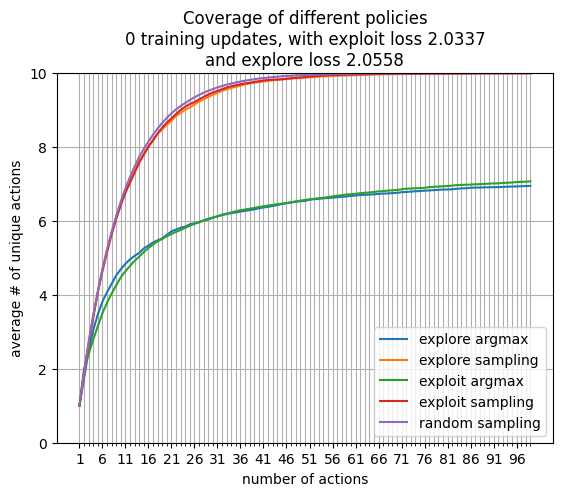 Coverage of different policies
0 training updates, with exploit loss 2.0337
and explore loss 2.0558
10
8
6
4
2
0
average # of unique actions
explore argmax
explore sampling
exploit argmax
exploit sampling
random sampling
1 6 11 16 21 26 31 36 41 46 51 56 61 66 71 76 81 86 91 96
number of actions